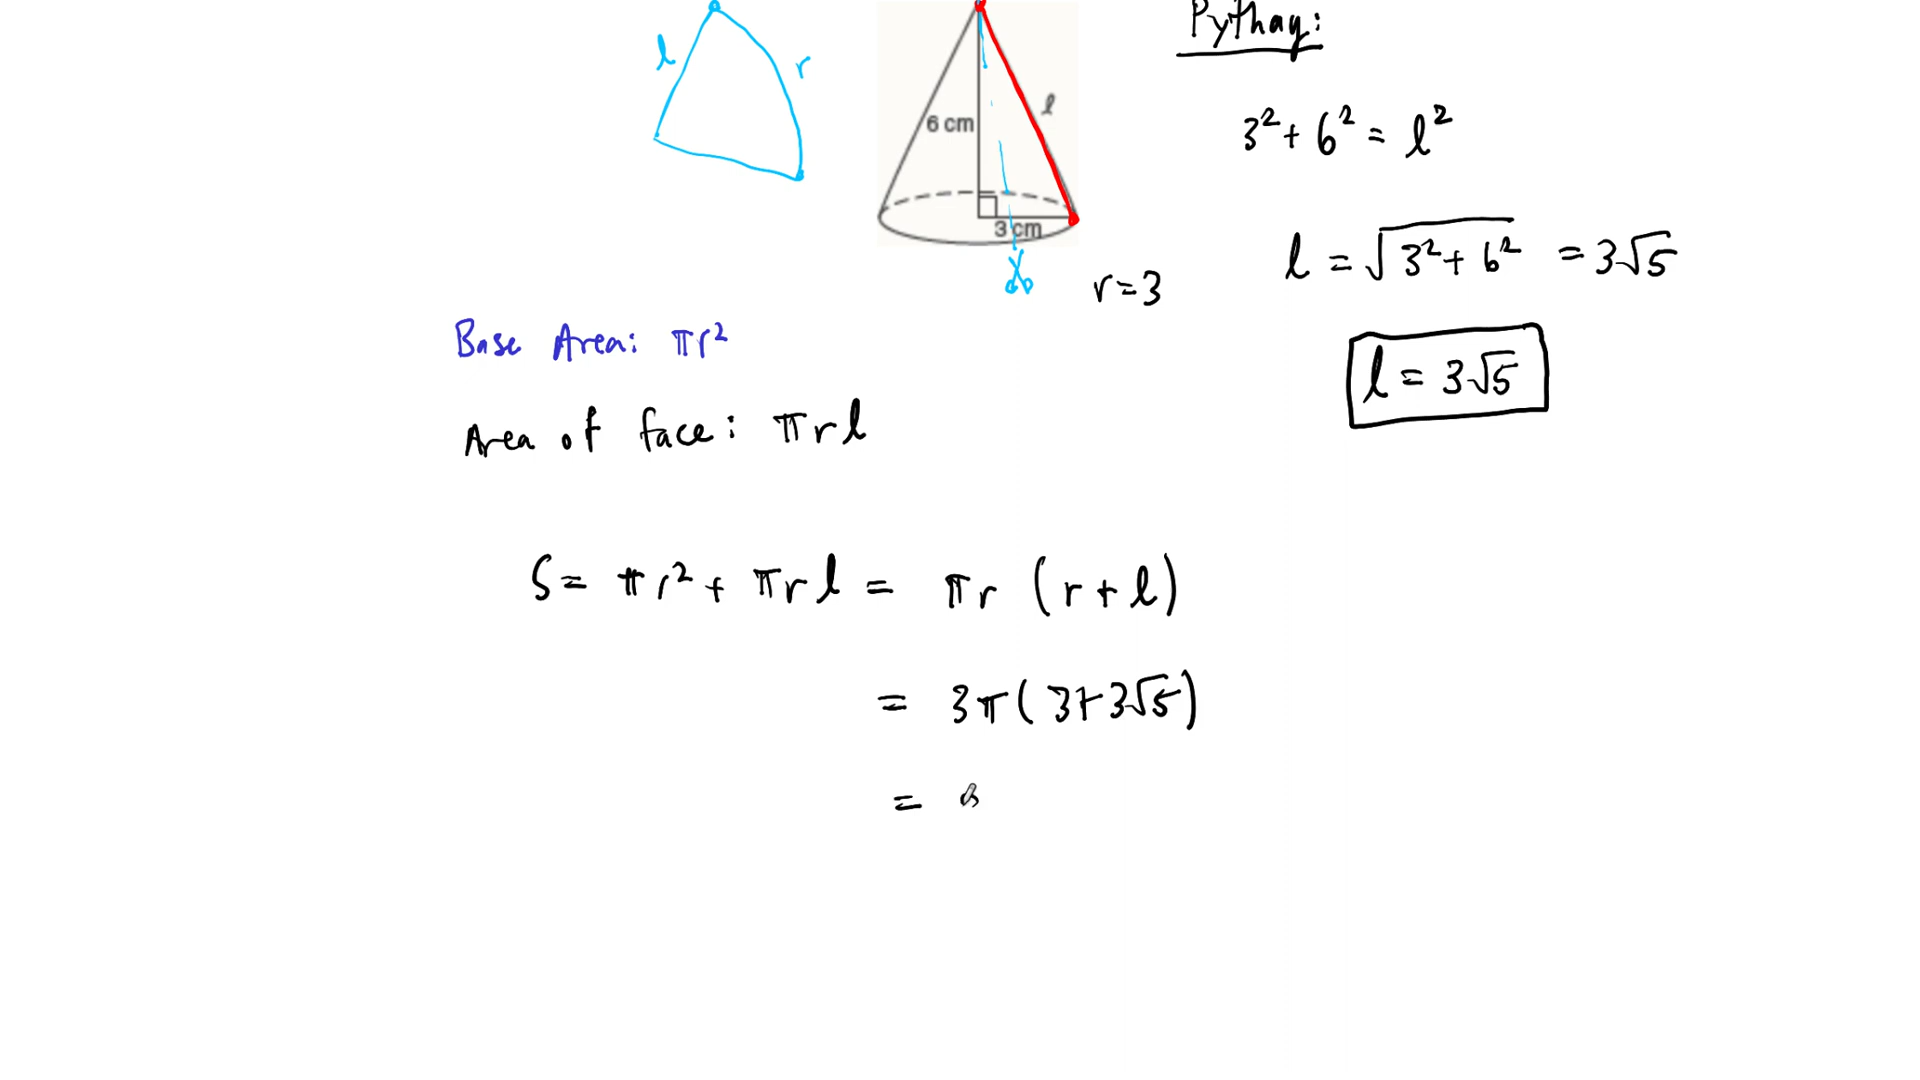 Pythag:
l
r
6 cm
l
3² + 6² = l²
3 cm
r = 3
l = √(3² + 6²) = 3√5
Base Area: πr²
l = 3√5
Area of face: πrl
S = πr² + πrl = πr (r + l)
= 3π(3+3√5)
=